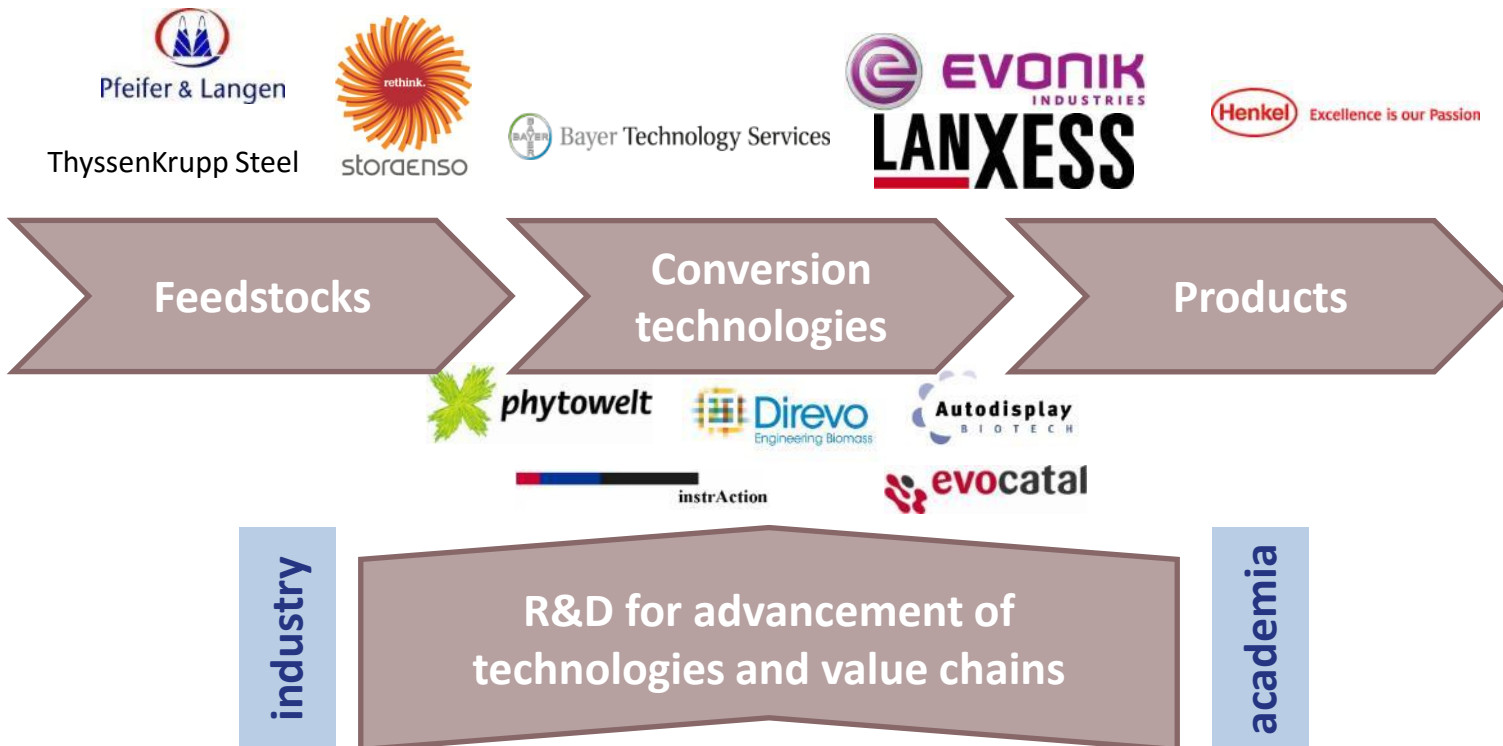 Pfeifer & Langen
ThyssenKrupp Steel
rethink.
storaenso
BAYER
BAYER
Bayer Technology Services
EVONIK
INDUSTRIES
LANXESS
Henkel
Excellence is our Passion
Feedstocks
Conversion
technologies
Products
phytowelt
Direvo
Engineering Biomass
Autodisplay
BIOTECH
instrAction
evocatal
industry
R&D for advancement of
technologies and value chains
academia